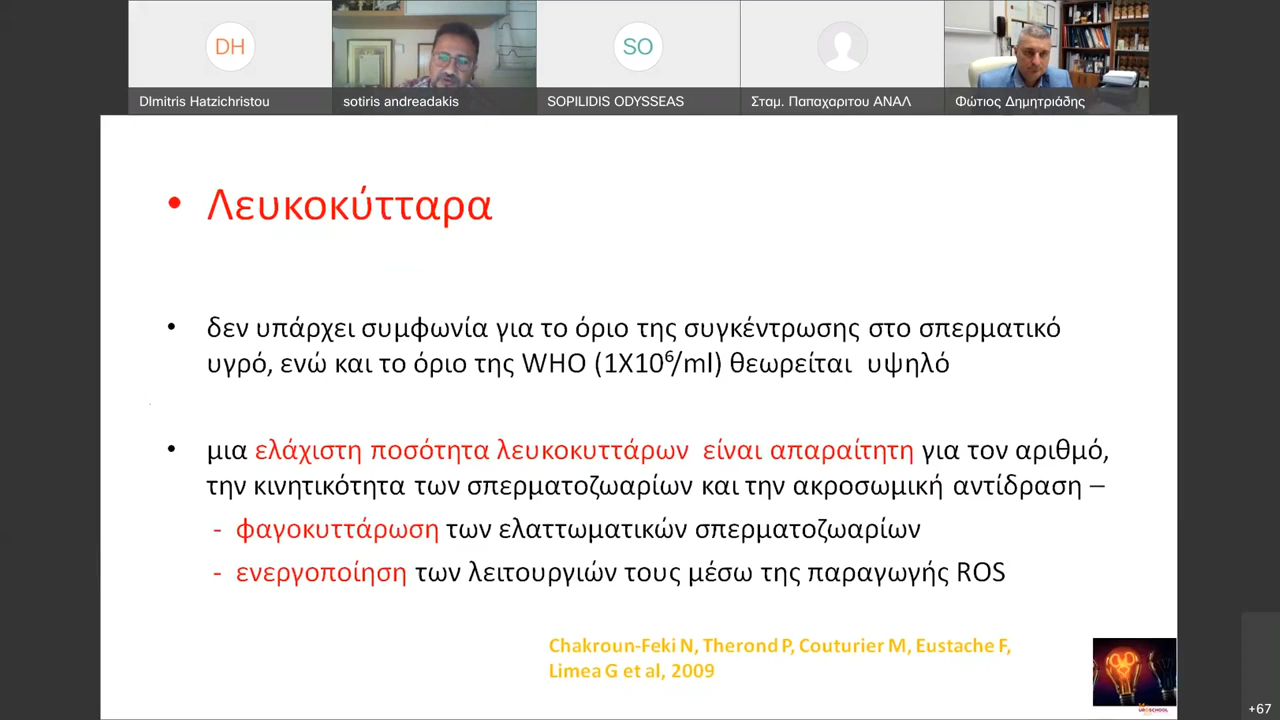 DH
SO
DImitris Hatzichristou
sotiris andreadakis
SOPILIDIS ODYSSEAS
Σταμ. Παπαχαριτου ΑΝΑΛ
Φώτιος Δημητριάδης
• Λευκοκύτταρα
• δεν υπάρχει συμφωνία για το όριο της συγκέντρωσης στο σπερματικό
υγρό, ενώ και το όριο της WHO (1X10⁶/ml) θεωρείται υψηλό
• μια ελάχιστη ποσότητα λευκοκυττάρων είναι απαραίτητη για τον αριθμό,
την κινητικότητα των σπερματοζωαρίων και την ακροσωμική αντίδραση –
- φαγοκυττάρωση των ελαττωματικών σπερματοζωαρίων
- ενεργοποίηση των λειτουργιών τους μέσω της παραγωγής ROS
Chakroun-Feki N, Therond P, Couturier M, Eustache F,
Limea G et al, 2009
+67